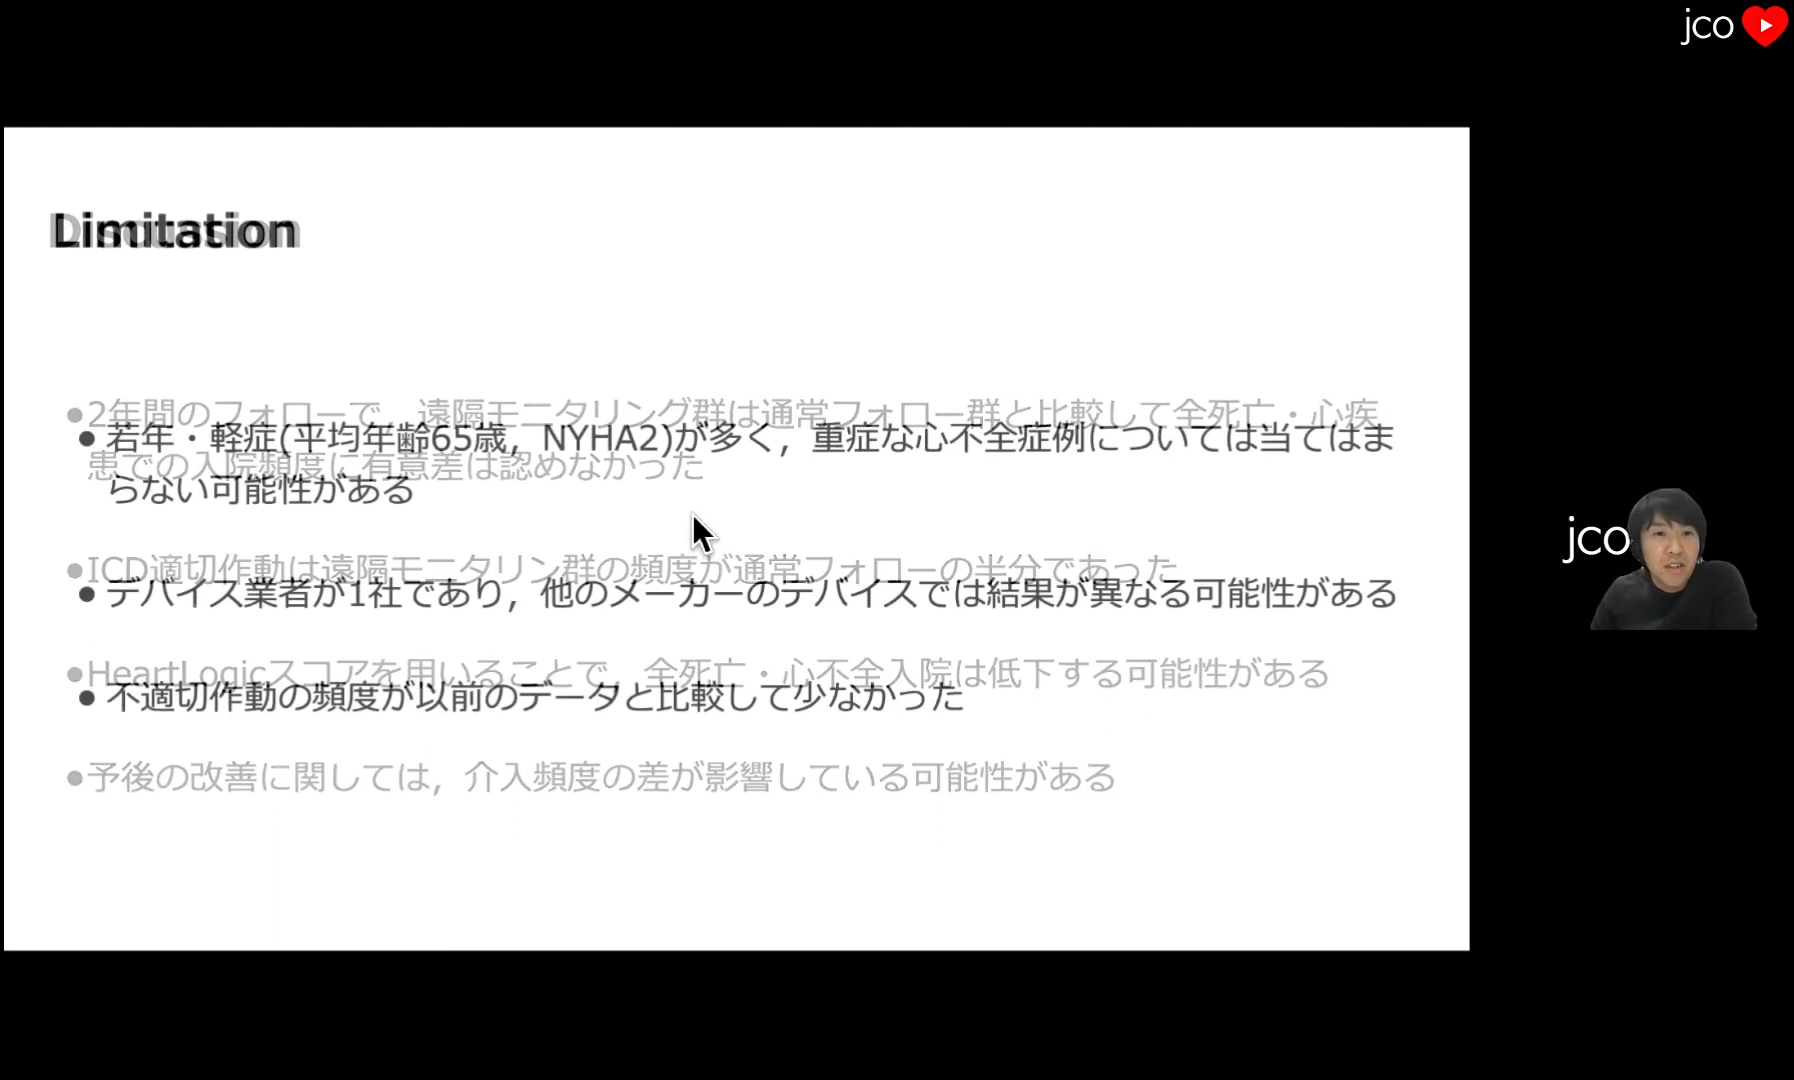 jco
Limitation
Discussion
●2年間のフォローで，遠隔モニタリング群は通常フォロー群と比較して全死亡・心疾
患での入院頻度に有意差は認めなかった
● 若年・軽症(平均年齢65歳，NYHA2)が多く，重症な心不全症例については当てはま
らない可能性がある
●ICD適切作動は遠隔モニタリン群の頻度が通常フォローの半分であった
● デバイス業者が1社であり，他のメーカーのデバイスでは結果が異なる可能性がある
●HeartLogicスコアを用いることで，全死亡・心不全入院は低下する可能性がある
● 不適切作動の頻度が以前のデータと比較して少なかった
●予後の改善に関しては，介入頻度の差が影響している可能性がある
jco